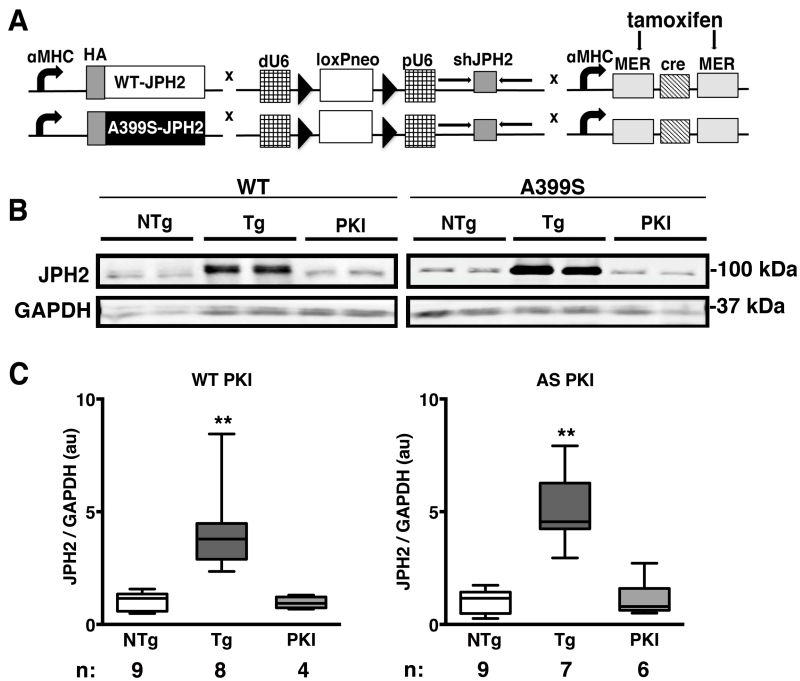 A
tamoxifen
αMHC HA dU6 loxPneo pU6 shJPH2 αMHC MER cre MER
WT-JPH2 x x
A399S-JPH2 x x
B
WT A399S
NTg Tg PKI NTg Tg PKI
JPH2 -100 kDa
GAPDH -37 kDa
C
WT PKI AS PKI
JPH2 / GAPDH (au) JPH2 / GAPDH (au)
10 10
** **
5 5
0 0
NTg Tg PKI NTg Tg PKI
n: 9 8 4 n: 9 7 6